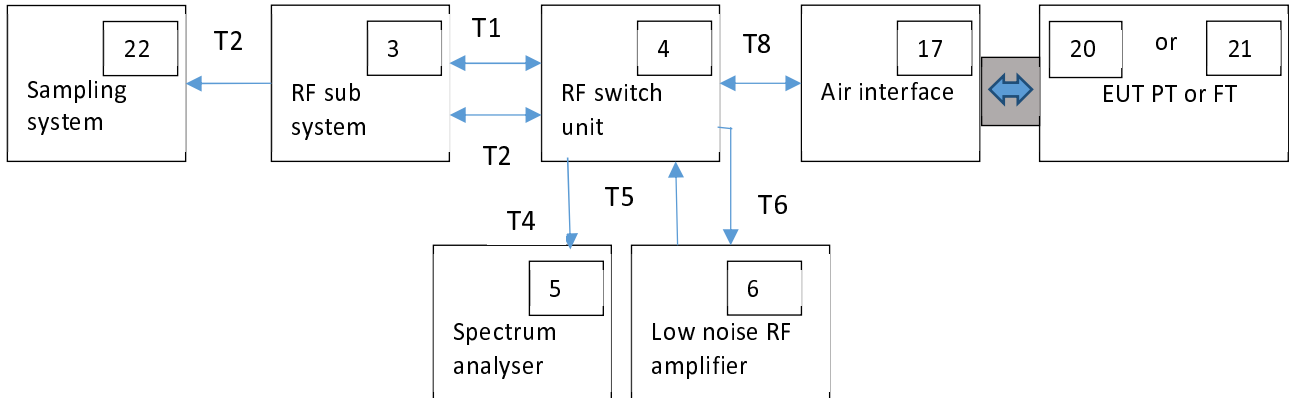 22
Sampling
system
T2
3
RF sub
system
T1
T2
4
RF switch
unit
T8
17
Air interface
20 or 21
EUT PT or FT
T4
T5
T6
5
Spectrum
analyser
6
Low noise RF
amplifier